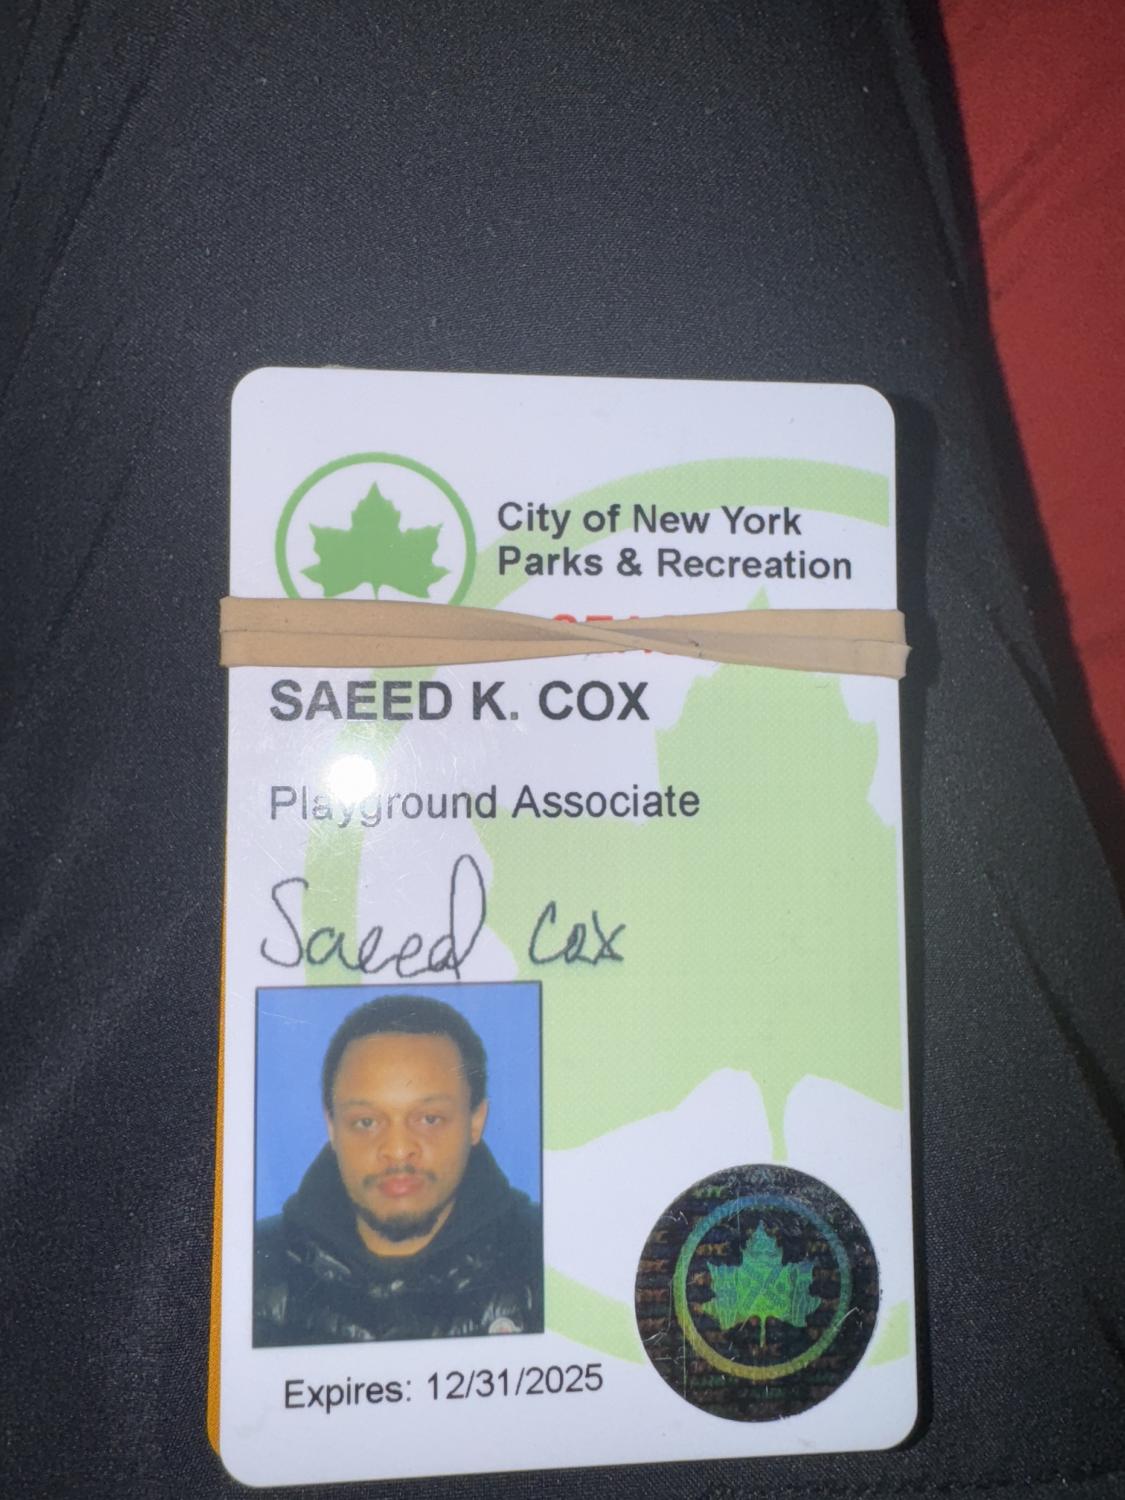 City of New York
Parks & Recreation
SAEED K. COX
Playground Associate
Saeed Cox
Expires: 12/31/2025